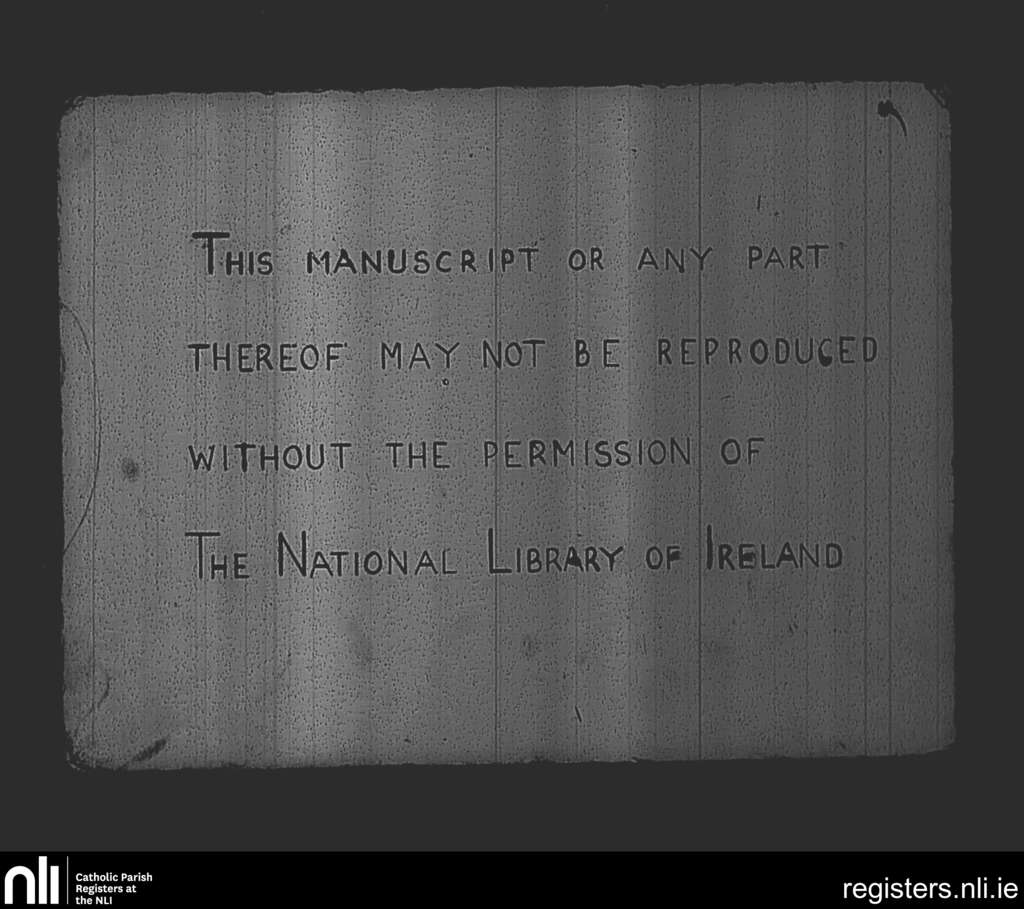 THIS MANUSCRIPT OR ANY PART
THEREOF MAY NOT BE REPRODUCED
WITHOUT THE PERMISSION OF
THE NATIONAL LIBRARY OF IRELAND
nli
Catholic Parish
Registers at
the NLI
registers.nli.ie